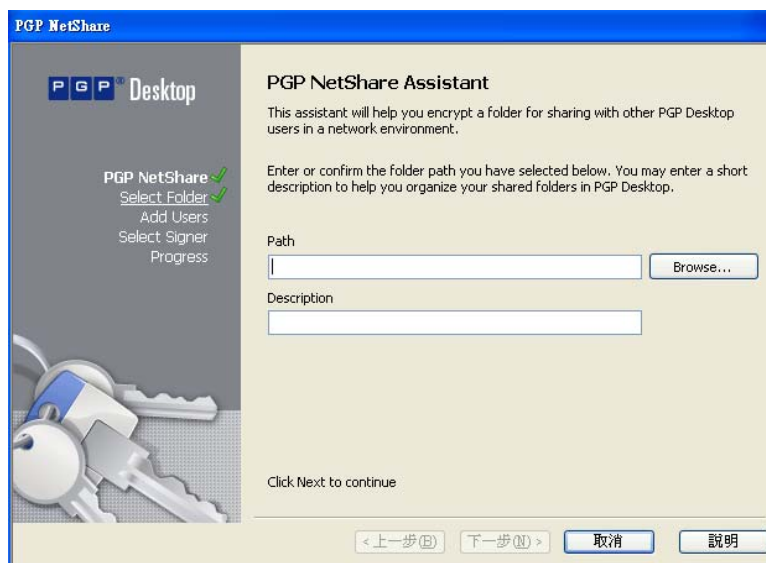 PGP NetShare
PGP® Desktop
PGP NetShare
Select Folder
Add Users
Select Signer
Progress
PGP NetShare Assistant
This assistant will help you encrypt a folder for sharing with other PGP Desktop
users in a network environment.
Enter or confirm the folder path you have selected below. You may enter a short
description to help you organize your shared folders in PGP Desktop.
Path
Browse...
Description
Click Next to continue
<上一步(B)
下一步(N)>
取消
說明